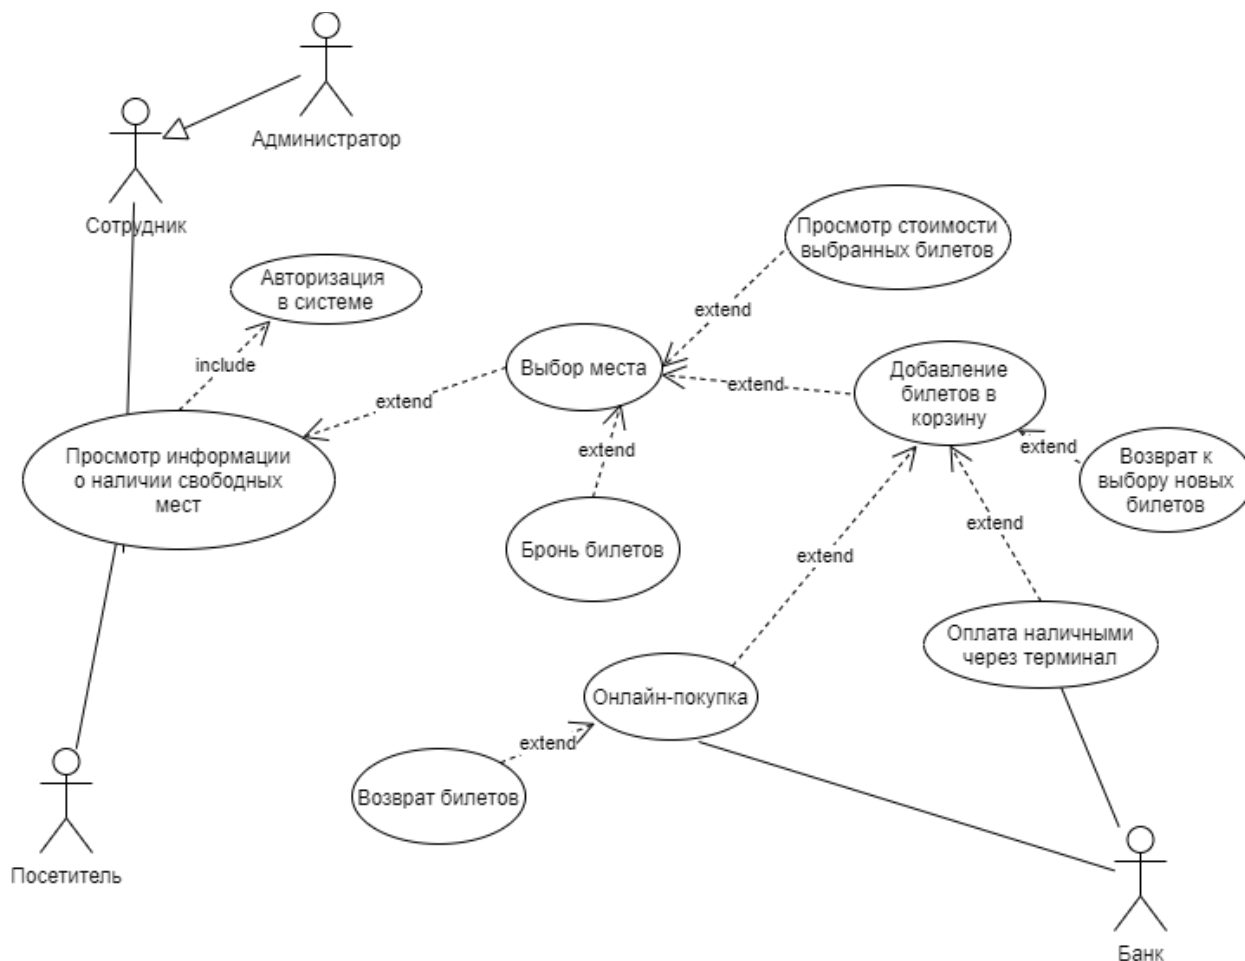 Администратор
Сотрудник
Просмотр стоимости
выбранных билетов
Авторизация
в системе
extend
include
Выбор места
extend
Добавление
билетов в
корзину
extend
extend
extend
Просмотр информации
о наличии свободных
мест
Возврат к
выбору новых
билетов
extend
Бронь билетов
extend
Оплата наличными
через терминал
Онлайн-покупка
extend
Возврат билетов
Посетитель
Банк